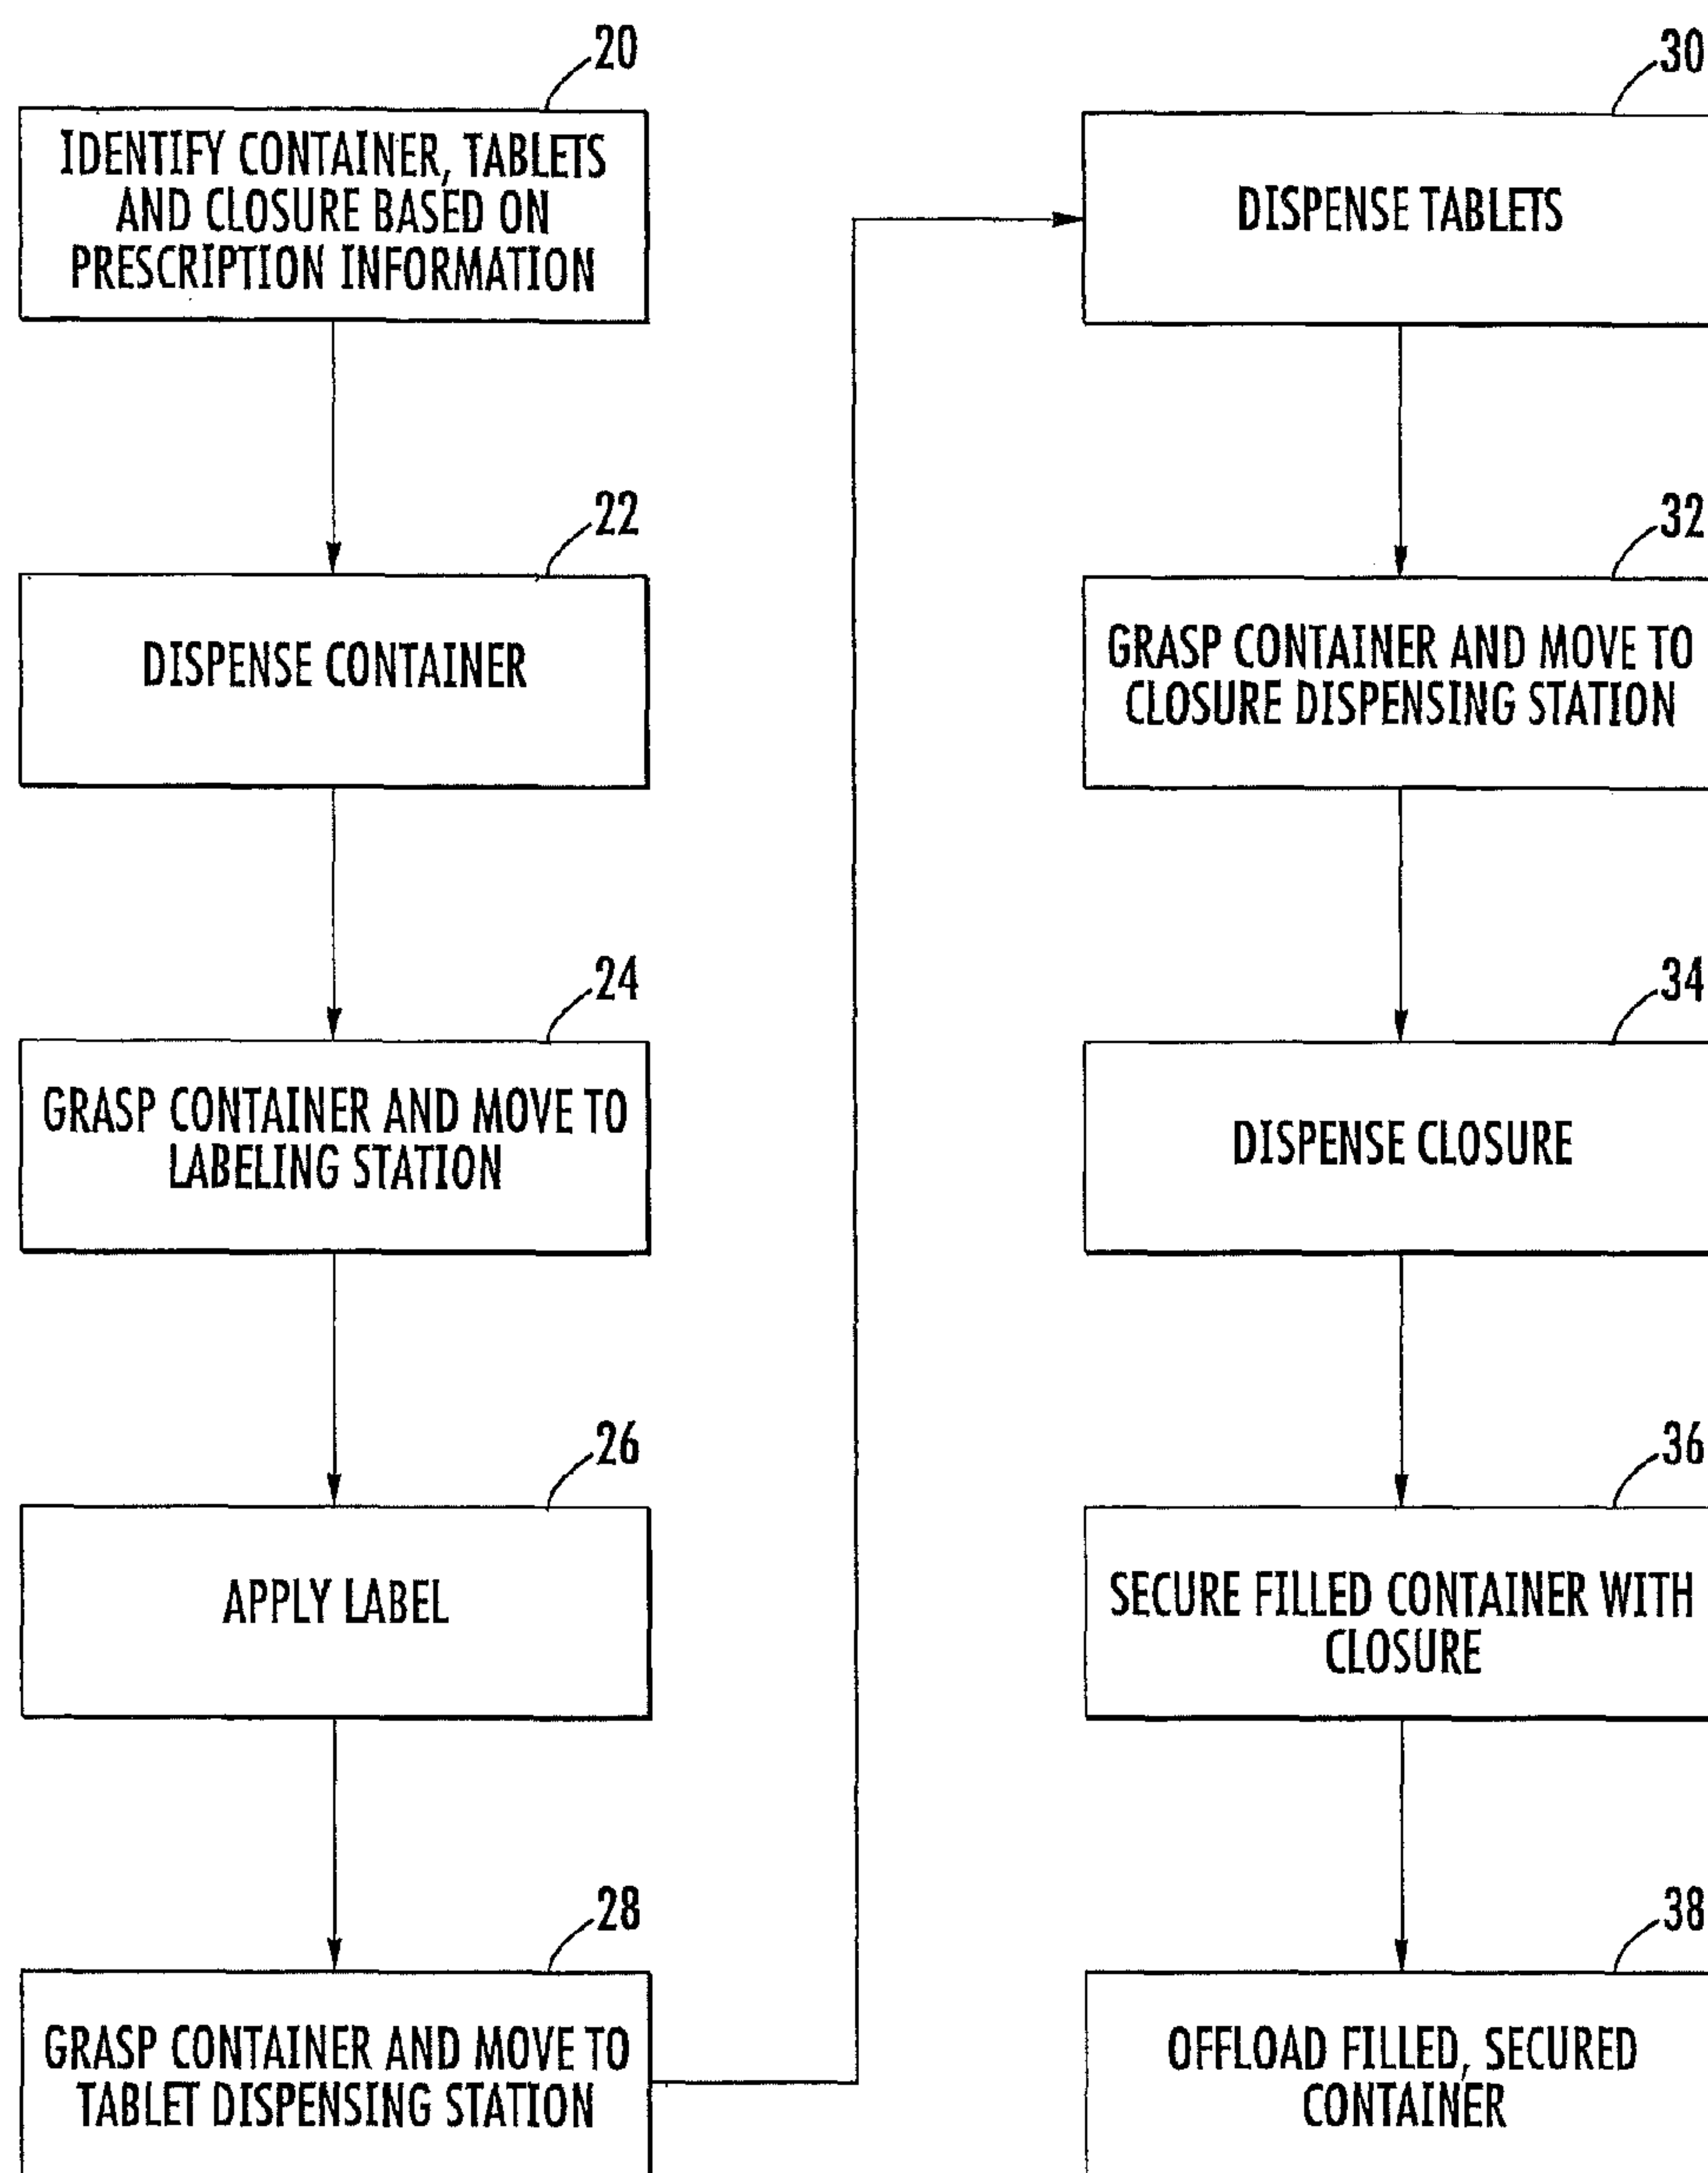 20
IDENTIFY CONTAINER, TABLETS
AND CLOSURE BASED ON
PRESCRIPTION INFORMATION
22
DISPENSE CONTAINER
24
GRASP CONTAINER AND MOVE TO
LABELING STATION
26
APPLY LABEL
28
GRASP CONTAINER AND MOVE TO
TABLET DISPENSING STATION
30
DISPENSE TABLETS
32
GRASP CONTAINER AND MOVE TO
CLOSURE DISPENSING STATION
34
DISPENSE CLOSURE
36
SECURE FILLED CONTAINER WITH
CLOSURE
38
OFFLOAD FILLED, SECURED
CONTAINER